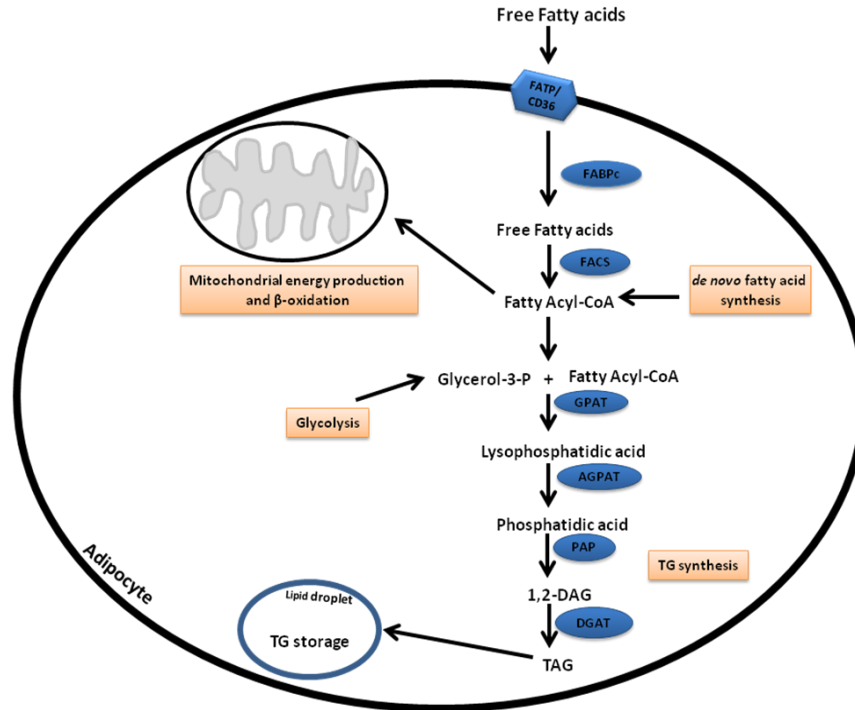 Free Fatty acids
FATP/
CD36
FABPc
Free Fatty acids
FACS
Mitochondrial energy production
and β-oxidation
Fatty Acyl-CoA
de novo fatty acid
synthesis
Glycerol-3-P + Fatty Acyl-CoA
GPAT
Glycolysis
Lysophosphatidic acid
AGPAT
Phosphatidic acid
PAP
TG synthesis
Adipocyte
1,2-DAG
Lipid droplet
DGAT
TG storage
TAG